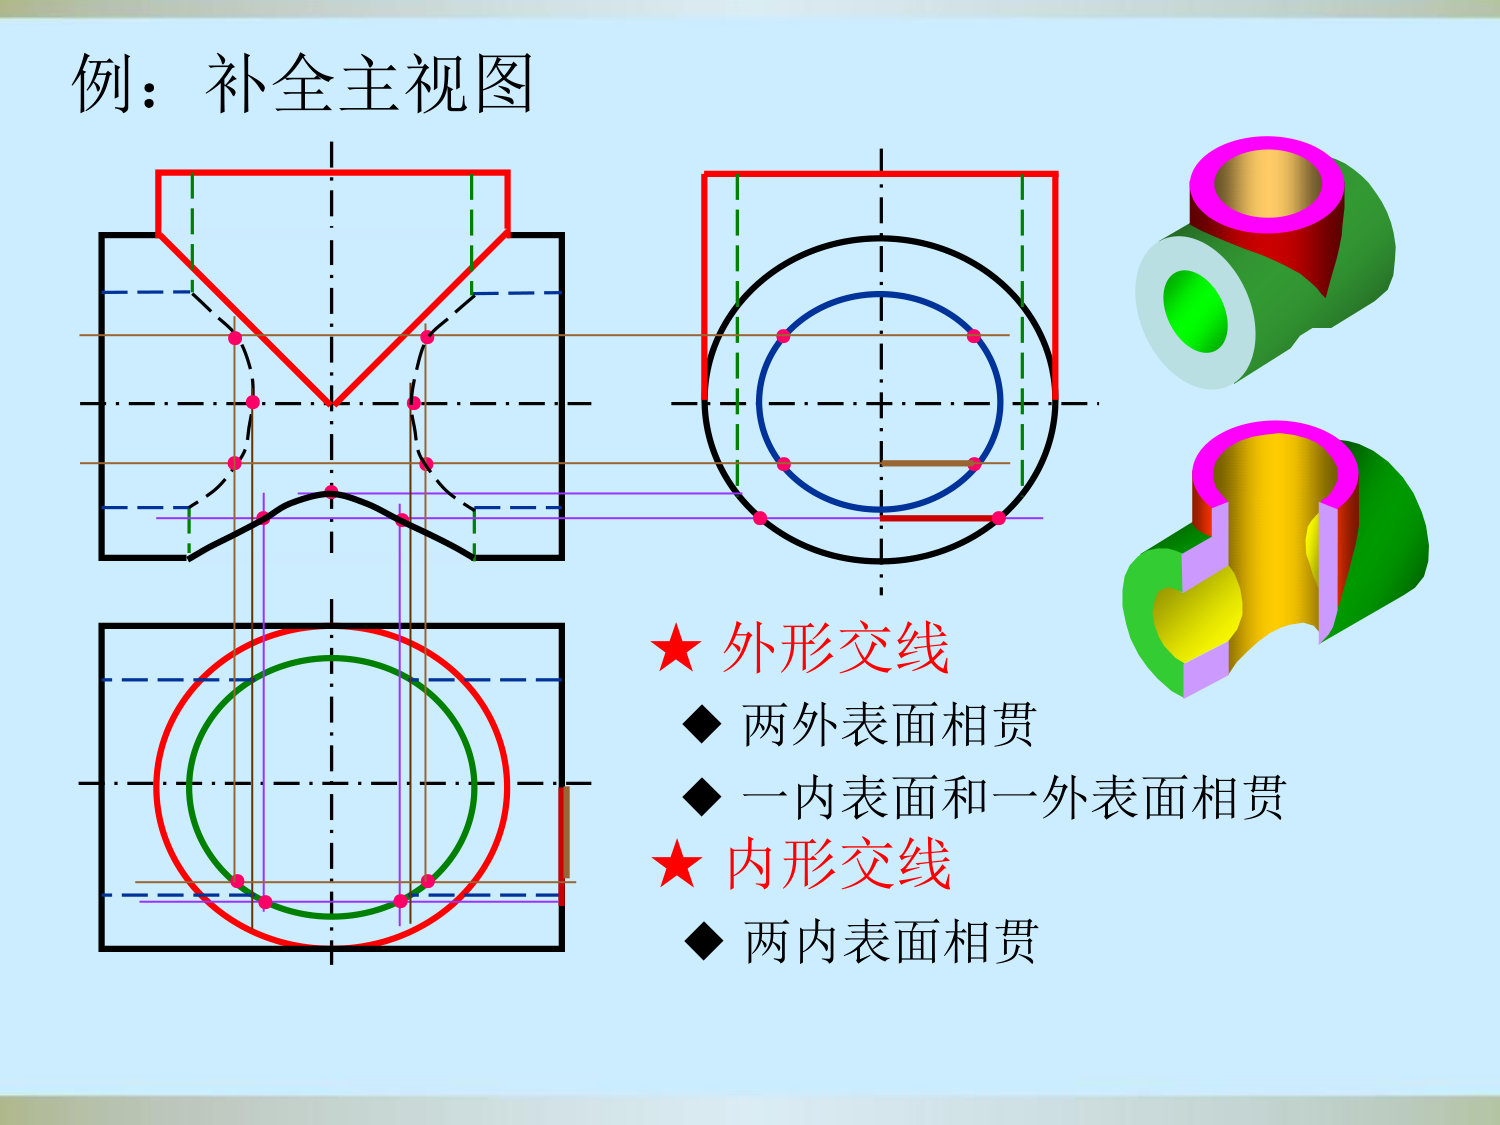 例：补全主视图
★ 外形交线
◆ 两外表面相贯
◆ 一内表面和一外表面相贯
★ 内形交线
◆ 两内表面相贯